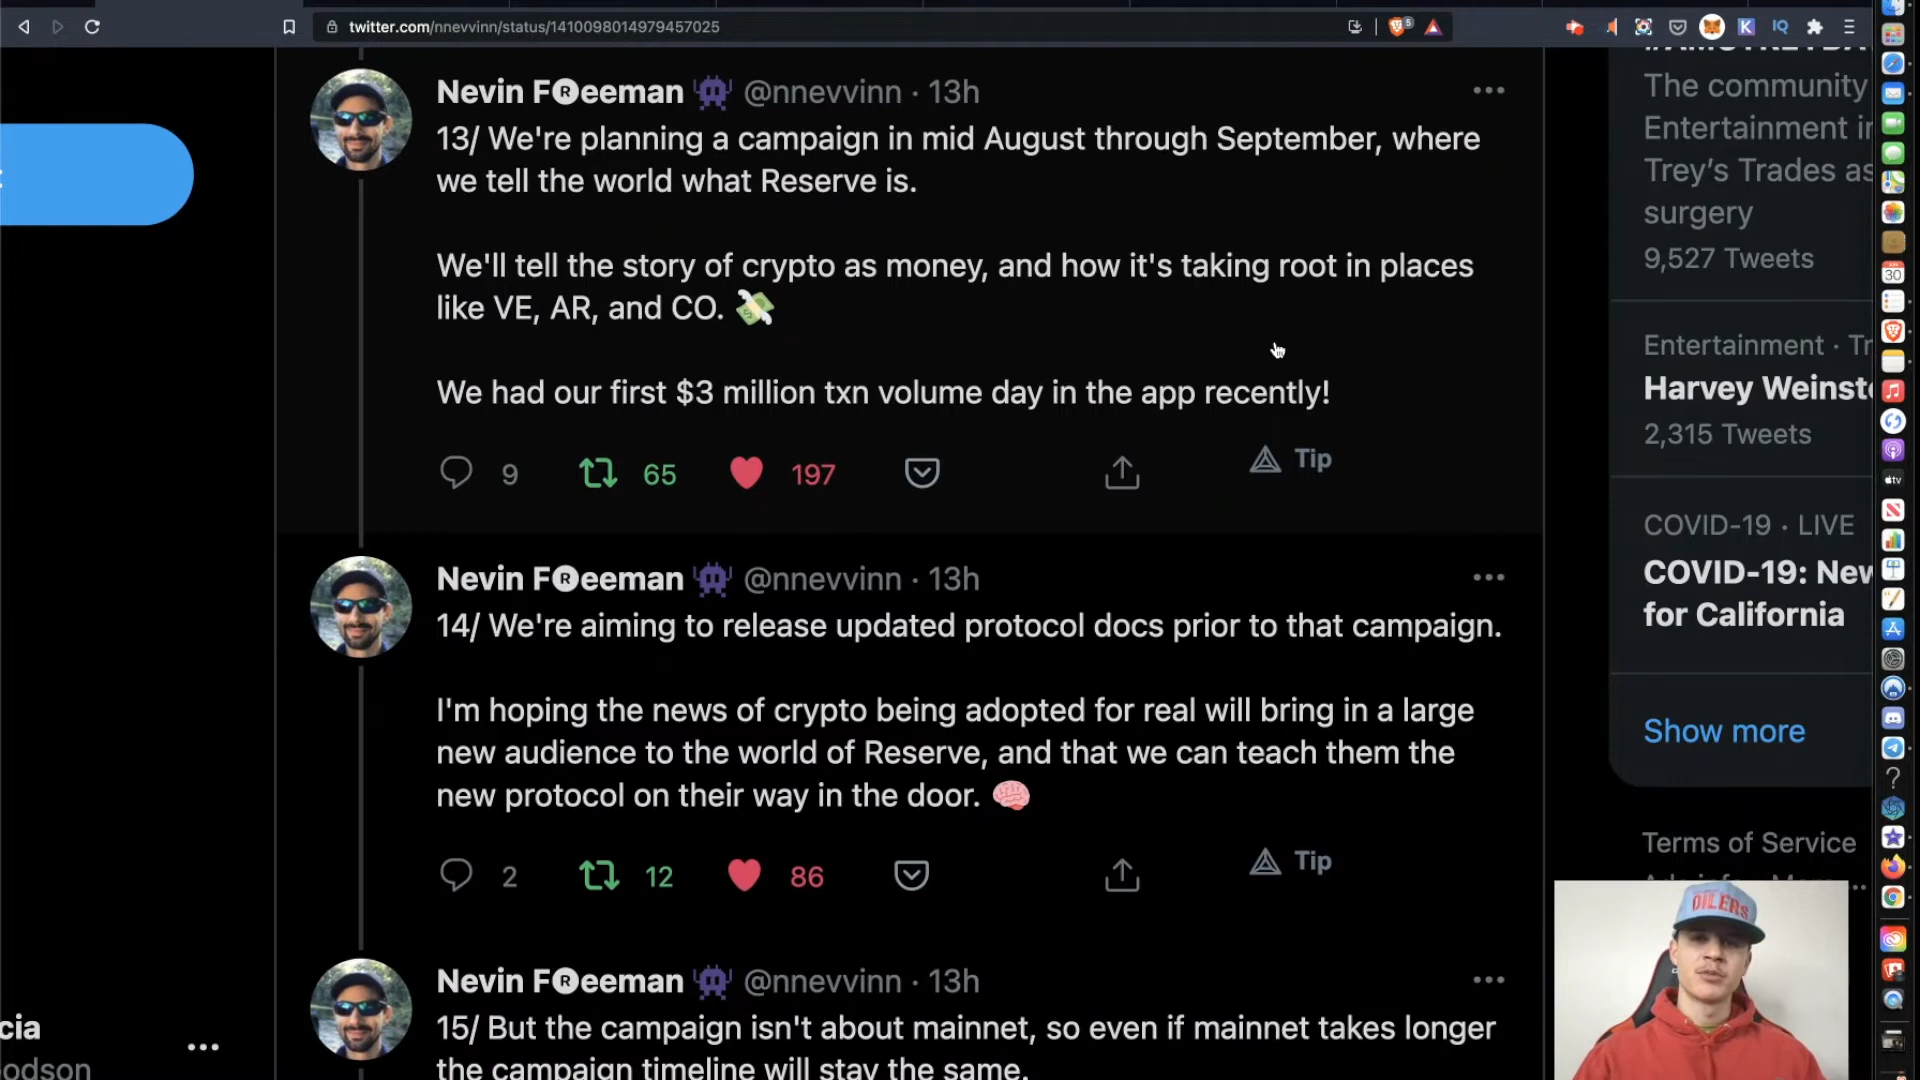 twitter.com/nnevvinn/status/1410098014979457025
5
Nevin F®eeman 👾 @nnevvinn · 13h
13/ We're planning a campaign in mid August through September, where
we tell the world what Reserve is.
We'll tell the story of crypto as money, and how it's taking root in places
like VE, AR, and CO. 💸
We had our first $3 million txn volume day in the app recently!
9 65 197 Tip
Nevin F®eeman 👾 @nnevvinn · 13h
14/ We're aiming to release updated protocol docs prior to that campaign.
I'm hoping the news of crypto being adopted for real will bring in a large
new audience to the world of Reserve, and that we can teach them the
new protocol on their way in the door. 🧠
2 12 86 Tip
Nevin F®eeman 👾 @nnevvinn · 13h
15/ But the campaign isn't about mainnet, so even if mainnet takes longer
the campaign timeline will stay the same.
cia
odson
The community
Entertainment in
Trey's Trades as
surgery
9,527 Tweets
Entertainment · Tr
Harvey Weinste
2,315 Tweets
COVID-19 · LIVE
COVID-19: New
for California
Show more
Terms of Service
OILERS
30
tv